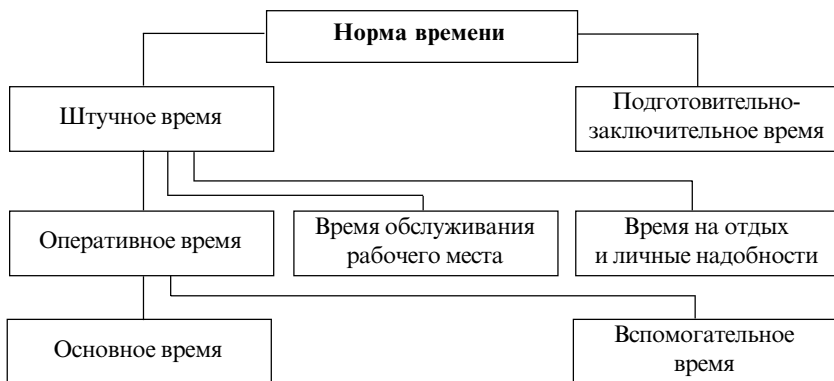 Норма времени
Штучное время
Подготовительно-
заключительное время
Оперативное время
Время обслуживания
рабочего места
Время на отдых
и личные надобности
Основное время
Вспомогательное
время